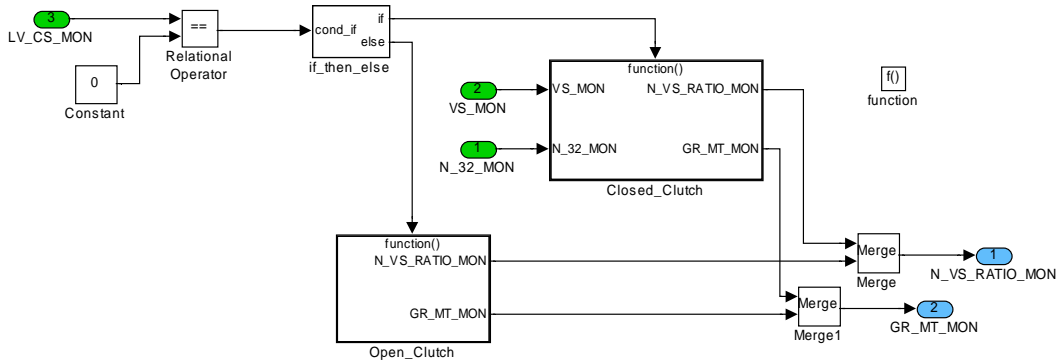 3
LV_CS_MON
==
Relational
Operator
0
Constant
cond_if
if
else
if_then_else
function()
VS_MON
N_VS_RATIO_MON
N_32_MON
GR_MT_MON
Closed_Clutch
2
VS_MON
1
N_32_MON
f()
function
function()
N_VS_RATIO_MON
GR_MT_MON
Open_Clutch
Merge
Merge
1
N_VS_RATIO_MON
Merge
Merge1
2
GR_MT_MON